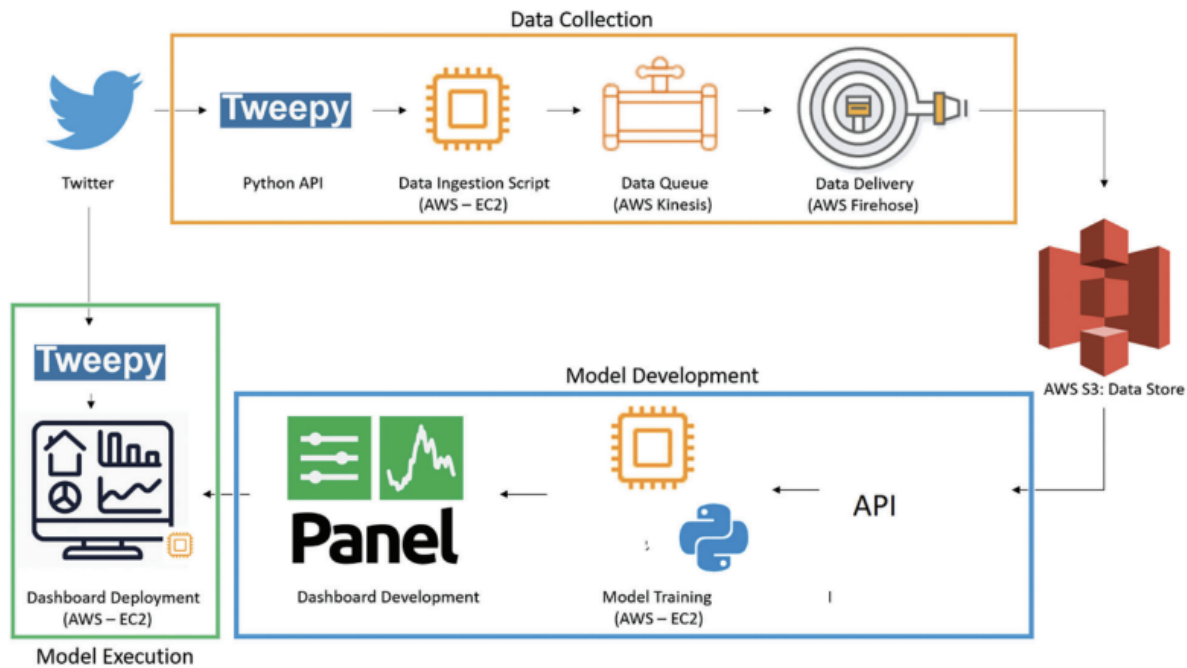 Data Collection
Tweepy
Twitter
Python API
Data Ingestion Script
(AWS – EC2)
Data Queue
(AWS Kinesis)
Data Delivery
(AWS Firehose)
AWS S3: Data Store
Model Development
API
Model Training
(AWS – EC2)
Panel
Dashboard Development
Tweepy
Dashboard Deployment
(AWS – EC2)
Model Execution